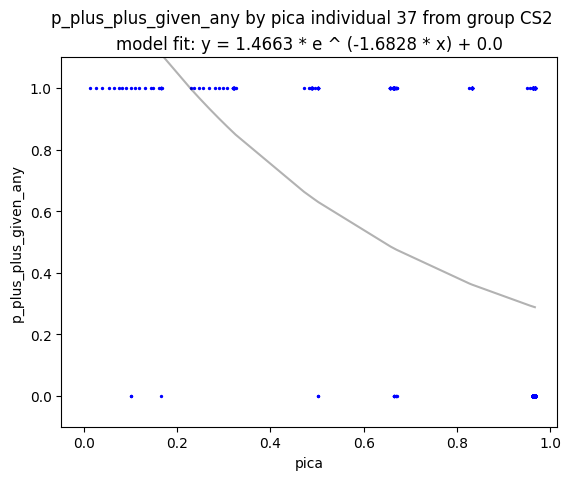 p_plus_plus_given_any by pica individual 37 from group CS2
model fit: y = 1.4663 * e ^ (-1.6828 * x) + 0.0
1.0
0.8
0.6
0.4
0.2
0.0
p_plus_plus_given_any
0.0 0.2 0.4 0.6 0.8 1.0
pica